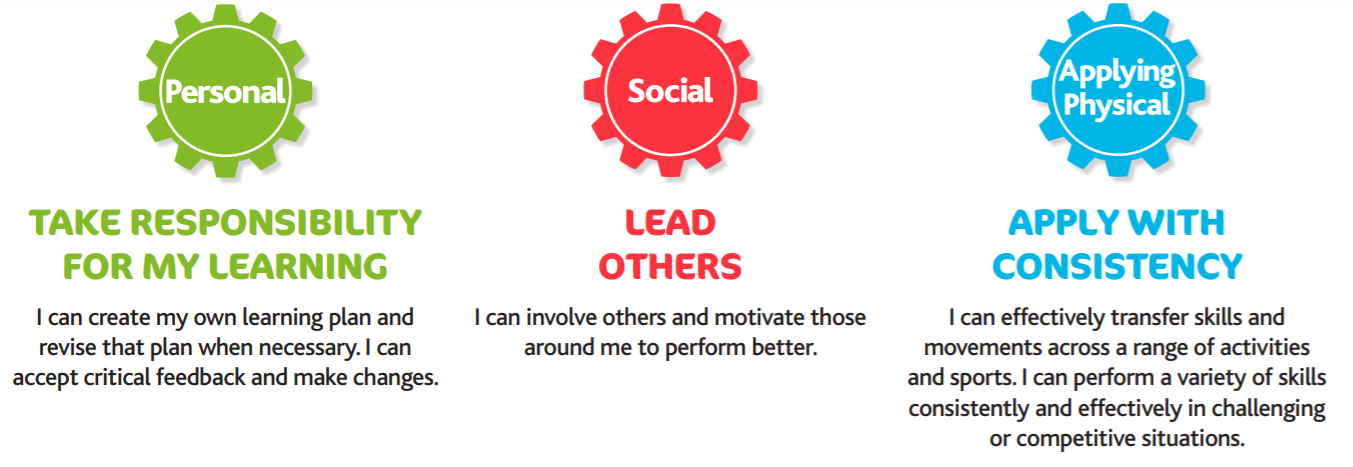 Personal
TAKE RESPONSIBILITY
FOR MY LEARNING
I can create my own learning plan and
revise that plan when necessary. I can
accept critical feedback and make changes.
Social
LEAD
OTHERS
I can involve others and motivate those
around me to perform better.
Applying
Physical
APPLY WITH
CONSISTENCY
I can effectively transfer skills and
movements across a range of activities
and sports. I can perform a variety of skills
consistently and effectively in challenging
or competitive situations.